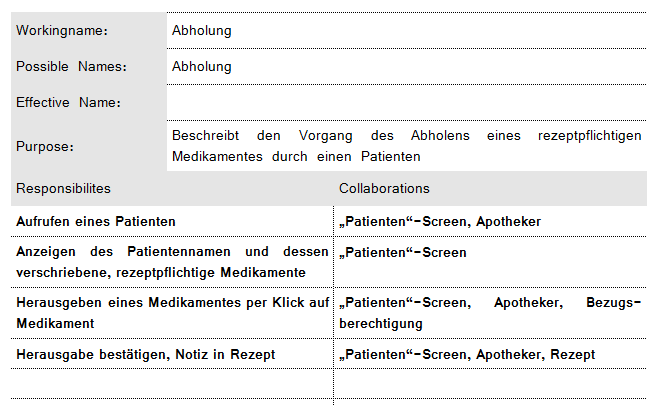 Workingname: Abholung
Possible Names: Abholung
Effective Name:
Purpose: Beschreibt den Vorgang des Abholens eines rezeptpflichtigen
Medikamentes durch einen Patienten
Responsibilites Collaborations
Aufrufen eines Patienten „Patienten“-Screen, Apotheker
Anzeigen des Patientennamen und dessen „Patienten“-Screen
verschriebene, rezeptpflichtige Medikamente
Herausgeben eines Medikamentes per Klick auf „Patienten“-Screen, Apotheker, Bezugs-
Medikament berechtigung
Herausgabe bestätigen, Notiz in Rezept „Patienten“-Screen, Apotheker, Rezept